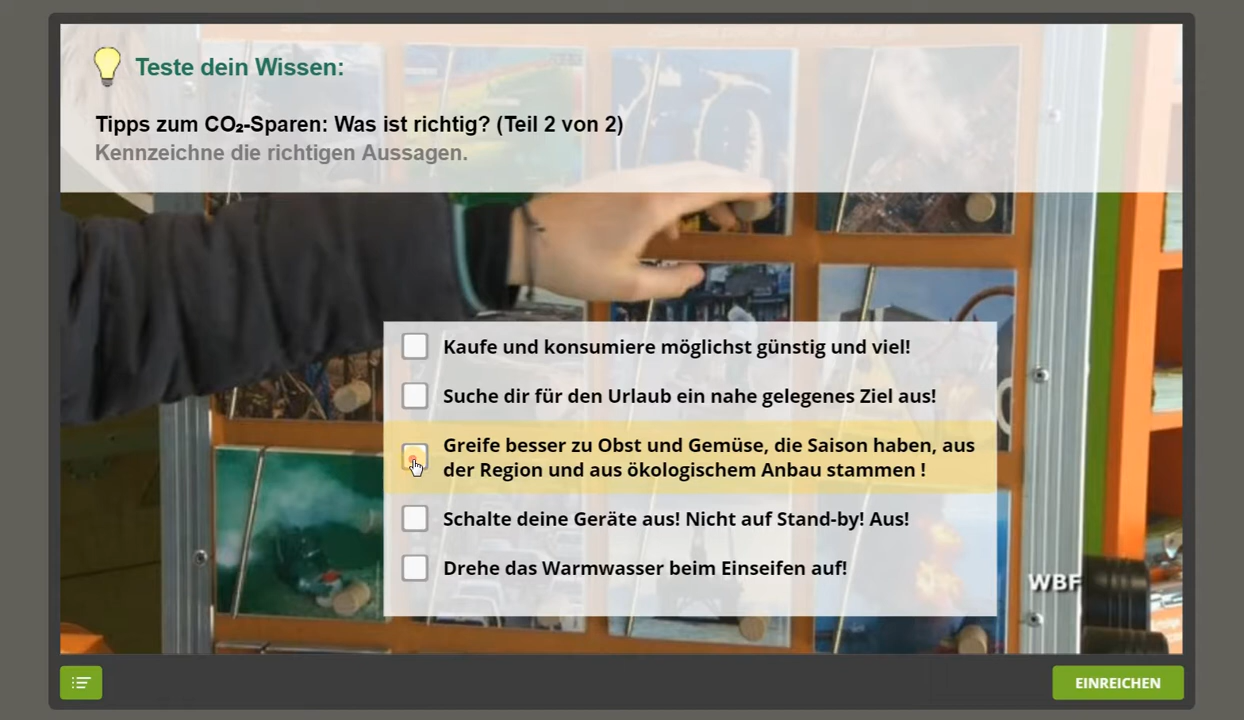 Teste dein Wissen:
Tipps zum CO₂-Sparen: Was ist richtig? (Teil 2 von 2)
Kennzeichne die richtigen Aussagen.
Kaufe und konsumiere möglichst günstig und viel!
Suche dir für den Urlaub ein nahe gelegenes Ziel aus!
Greife besser zu Obst und Gemüse, die Saison haben, aus
der Region und aus ökologischem Anbau stammen !
Schalte deine Geräte aus! Nicht auf Stand-by! Aus!
Drehe das Warmwasser beim Einseifen auf!
WBF
EINREICHEN